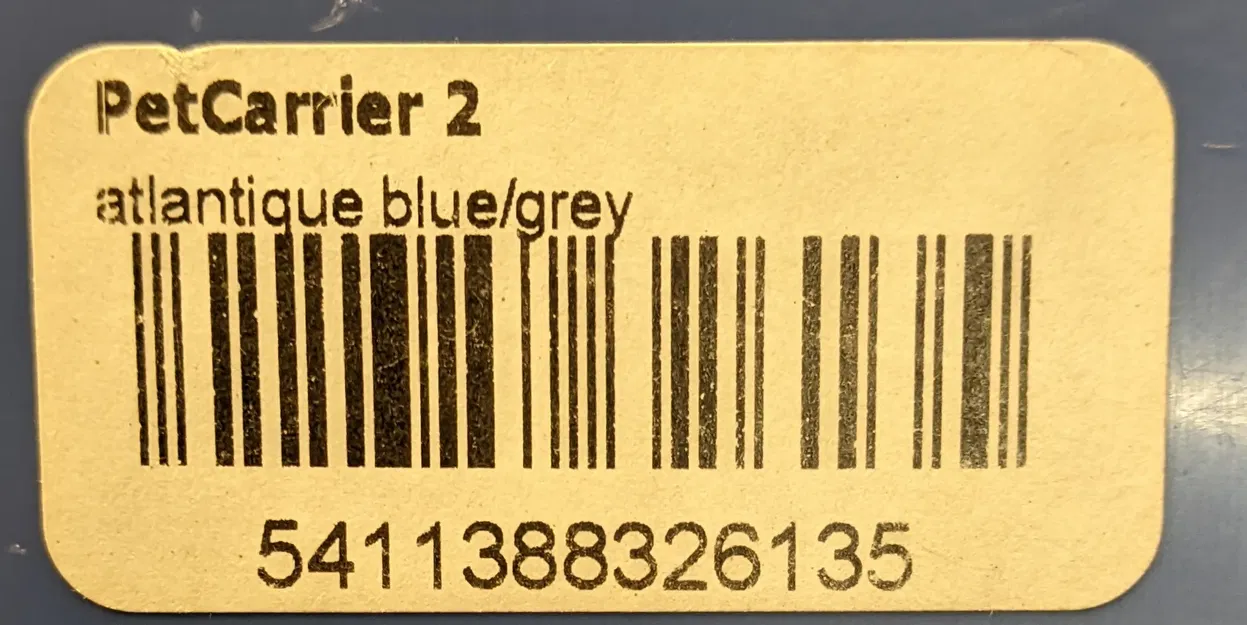 PetCarrier 2
atlantique blue/grey
5411388326135